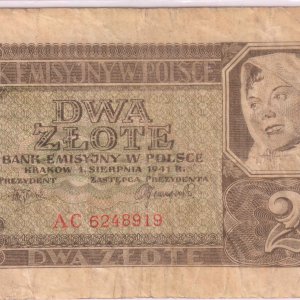 K EMISYJNY W POLSCE
DWA
ZŁOTE
BANK EMISYJNY W POLSCE
KRAKÓW 1. SIERPNIA 1941 R.
PREZYDENT ZASTĘPCA PREZYDENTA
AC 6248919
2
DWA ZŁOTE